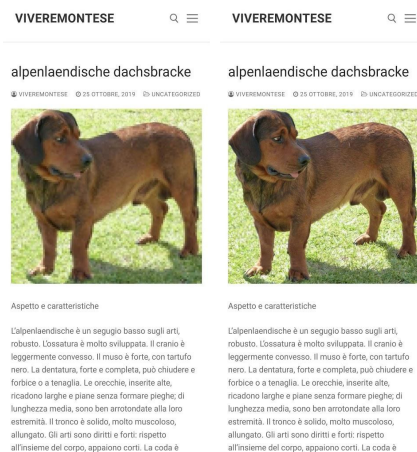 VIVEREMONTESE
alpenlaendische dachsbracke
VIVEREMONTESE 25 OTTOBRE, 2019 UNCATEGORIZED
Aspetto e caratteristiche
L'alpenlaendische è un segugio basso sugli arti,
robusto. L'ossatura è molto sviluppata. Il cranio è
leggermente convesso. Il muso è forte, con tartufo
nero. La dentatura, forte e completa, può chiudere e
forbice o a tenaglia. Le orecchie, inserite alte,
ricadono larghe e piane senza formare pieghe; di
lunghezza media, sono ben arrotondate alla loro
estremità. Il tronco è solido, molto muscoloso,
allungato. Gli arti sono diritti e forti: rispetto
all'insieme del corpo, appaiono corti. La coda è
VIVEREMONTESE
alpenlaendische dachsbracke
VIVEREMONTESE 25 OTTOBRE, 2019 UNCATEGORIZED
Aspetto e caratteristiche
L'alpenlaendische è un segugio basso sugli arti,
robusto. L'ossatura è molto sviluppata. Il cranio è
leggermente convesso. Il muso è forte, con tartufo
nero. La dentatura, forte e completa, può chiudere e
forbice o a tenaglia. Le orecchie, inserite alte,
ricadono larghe e piane senza formare pieghe; di
lunghezza media, sono ben arrotondate alla loro
estremità. Il tronco è solido, molto muscoloso,
allungato. Gli arti sono diritti e forti: rispetto
all'insieme del corpo, appaiono corti. La coda è